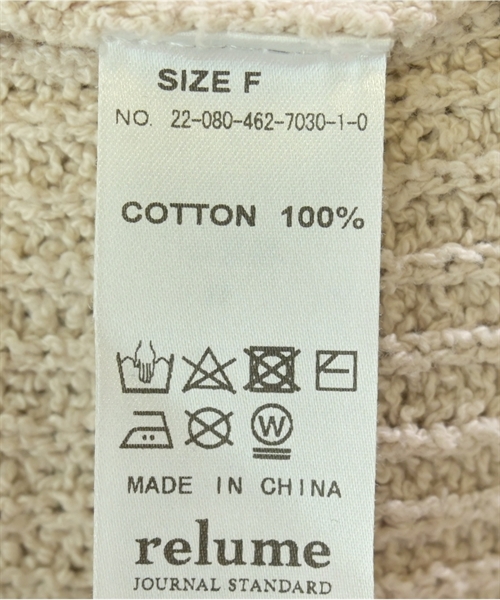 SIZE F
NO. 22-080-462-7030-1-0
COTTON 100%
W
MADE IN CHINA
relume
JOURNAL STANDARD